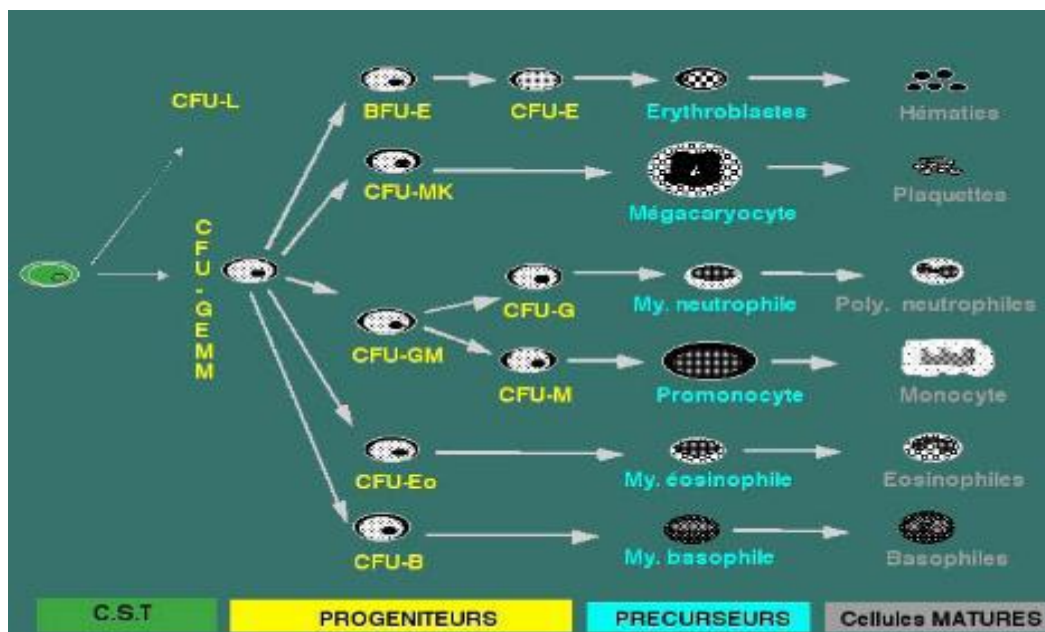 CFU-L
BFU-E
CFU-E
Erythroblastes
Hématies
CFU-MK
Mégacaryocyte
Plaquettes
CFU-GEMM
CFU-G
My. neutrophile
Poly. neutrophiles
CFU-GM
CFU-M
Promonocyte
Monocyte
CFU-Eo
My. éosinophile
Eosinophiles
CFU-B
My. basophile
Basophiles
C.S.T
PROGENITEURS
PRECURSEURS
Cellules MATURES